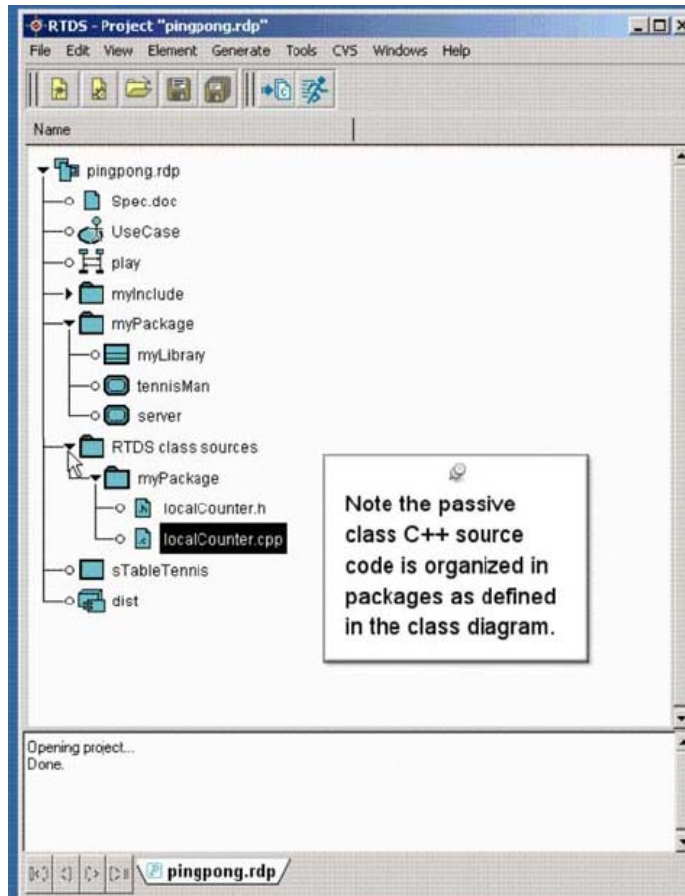 RTDS - Project "pingpong.rdp"
File Edit View Element Generate Tools CVS Windows Help
Name
pingpong.rdp
Spec.doc
UseCase
play
myInclude
myPackage
myLibrary
tennisMan
server
RTDS class sources
myPackage
localCounter.h
localCounter.cpp
sTableTennis
dist
Note the passive
class C++ source
code is organized in
packages as defined
in the class diagram.
Opening project...
Done.
pingpong.rdp